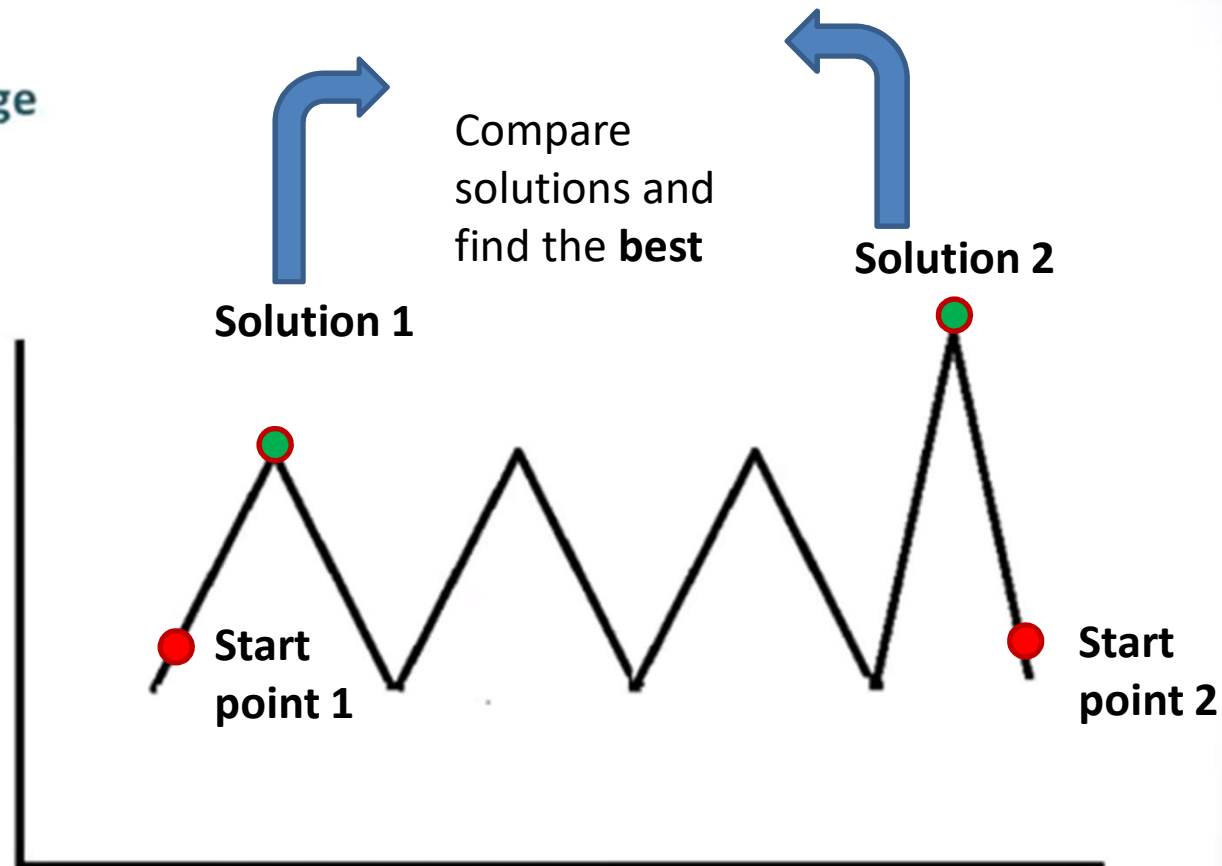 ge
Compare
solutions and
find the best
Solution 2
Solution 1
Start
point 1
Start
point 2